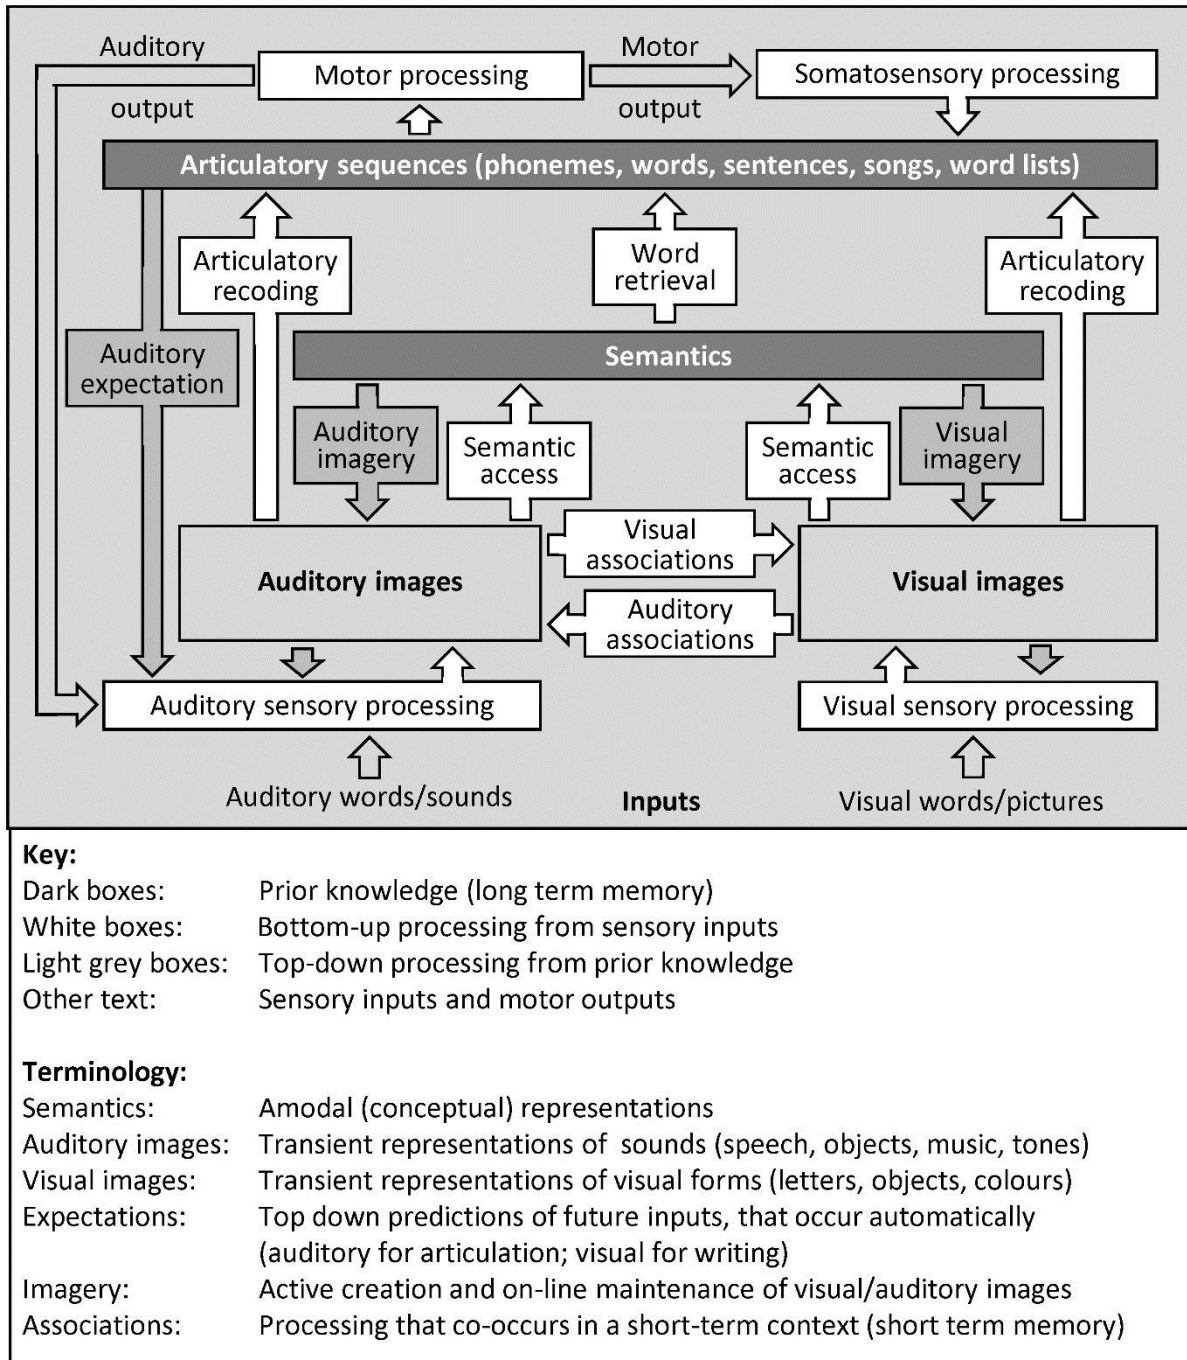 Auditory
output
Motor processing
Motor
output
Somatosensory processing
Articulatory sequences (phonemes, words, sentences, songs, word lists)
Articulatory
recoding
Word
retrieval
Articulatory
recoding
Auditory
expectation
Semantics
Auditory
imagery
Semantic
access
Semantic
access
Visual
imagery
Auditory images
Visual
associations
Auditory
associations
Visual images
Auditory sensory processing
Visual sensory processing
Auditory words/sounds
Inputs
Visual words/pictures
Key:
Dark boxes: Prior knowledge (long term memory)
White boxes: Bottom-up processing from sensory inputs
Light grey boxes: Top-down processing from prior knowledge
Other text: Sensory inputs and motor outputs
Terminology:
Semantics: Amodal (conceptual) representations
Auditory images: Transient representations of sounds (speech, objects, music, tones)
Visual images: Transient representations of visual forms (letters, objects, colours)
Expectations: Top down predictions of future inputs, that occur automatically
(auditory for articulation; visual for writing)
Imagery: Active creation and on-line maintenance of visual/auditory images
Associations: Processing that co-occurs in a short-term context (short term memory)